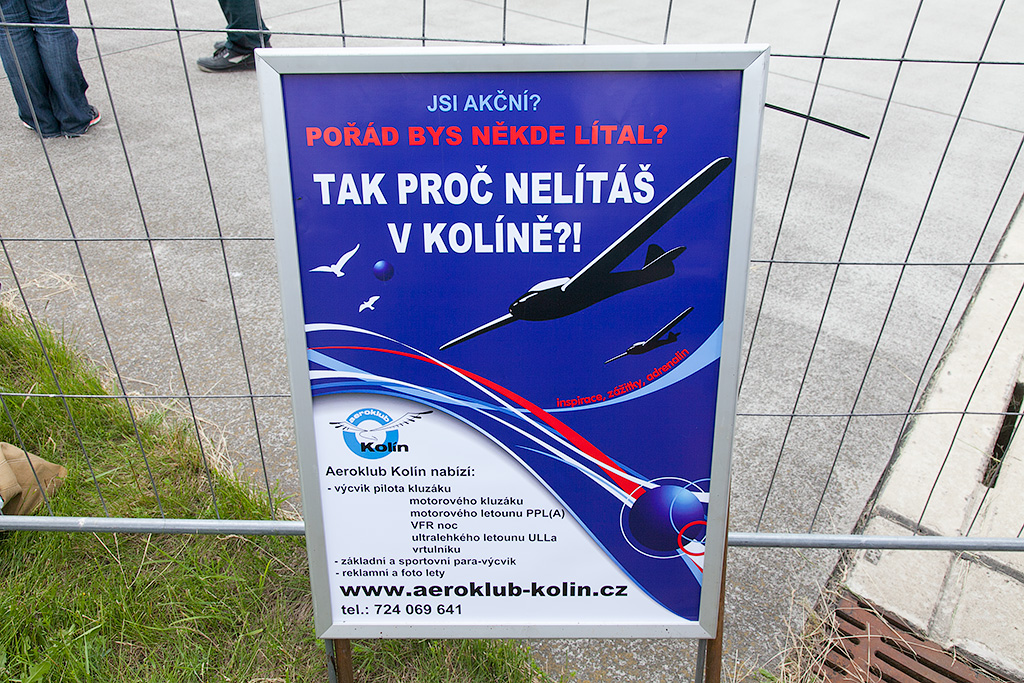 JSI AKČNÍ?
POŘÁD BYS NĚKDE LÍTAL?
TAK PROČ NELÍTÁŠ
V KOLÍNĚ?!
inspirace, zážitky, adrenalin
aeroklub
Kolín
Aeroklub Kolín nabízí:
- výcvik pilota kluzáku
motorového kluzáku
motorového letounu PPL(A)
VFR noc
ultralehkého letounu ULLa
vrtulníku
- základní a sportovní para-výcvik
- reklamní a foto lety
www.aeroklub-kolin.cz
tel.: 724 069 641